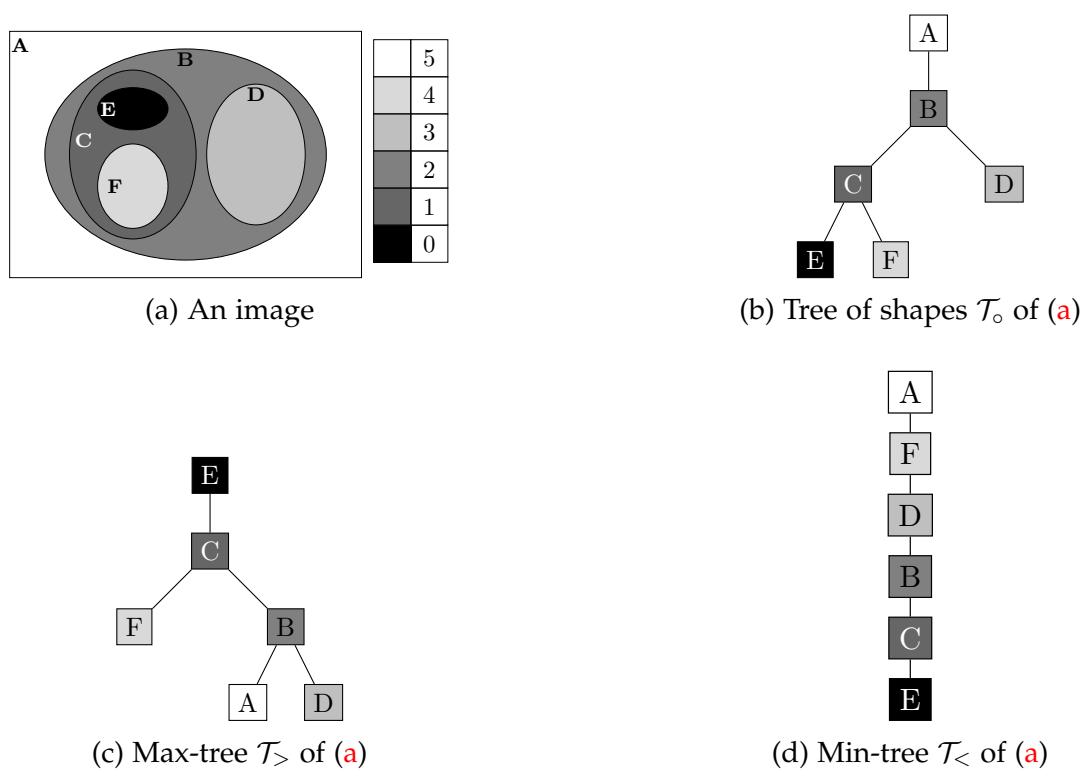 A
B
D
E
C
F
5
4
3
2
1
0
(a) An image
A
B
C
D
E
F
(b) Tree of shapes 𝒯∘ of (a)
E
C
F
B
A
D
(c) Max-tree 𝒯> of (a)
A
F
D
B
C
E
(d) Min-tree 𝒯< of (a)